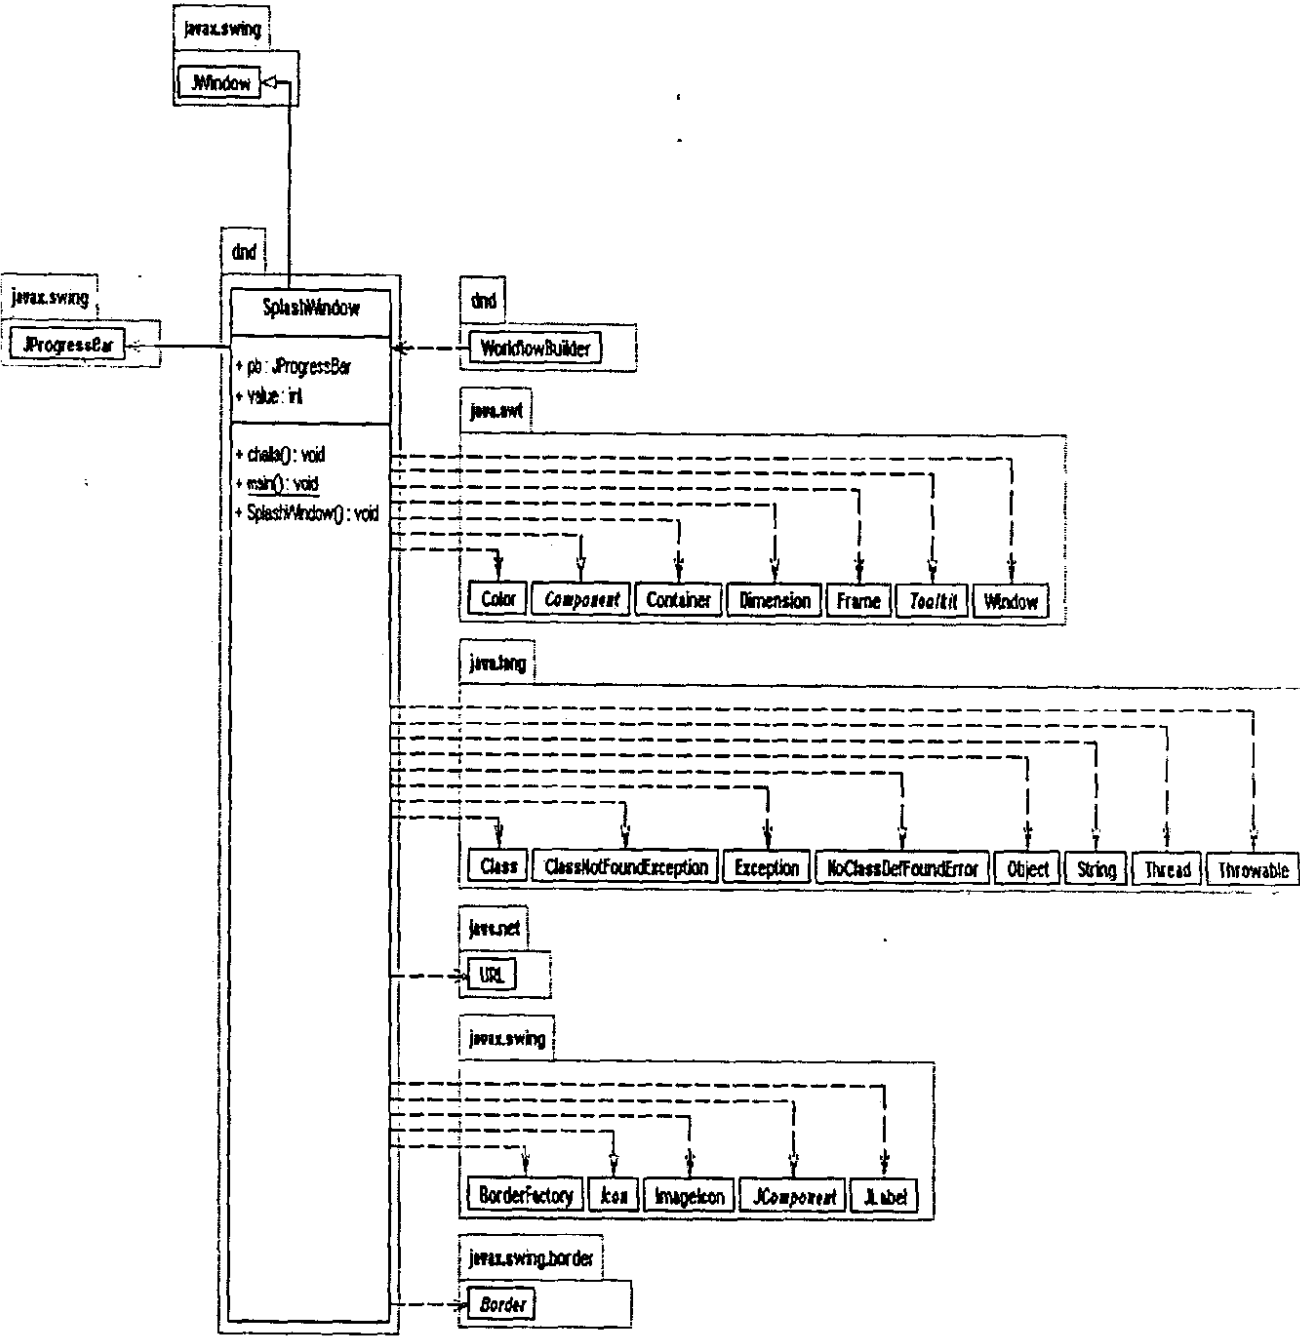 javax.swing
JWindow
dnd
javax.swing
JProgressBar
SplashWindow
+ pb : JProgressBar
+ value : int
+ main() : void
+ SplashWindow() : void
dnd
WorkflowBuilder
java.awt
Color Component Container Dimension Frame Toolkit Window
java.lang
Class ClassNotFoundException Exception NoClassDefFoundError Object String Thread Throwable
java.net
URL
javax.swing
BorderFactory Icon ImageIcon JComponent JLabel
javax.swing.border
Border